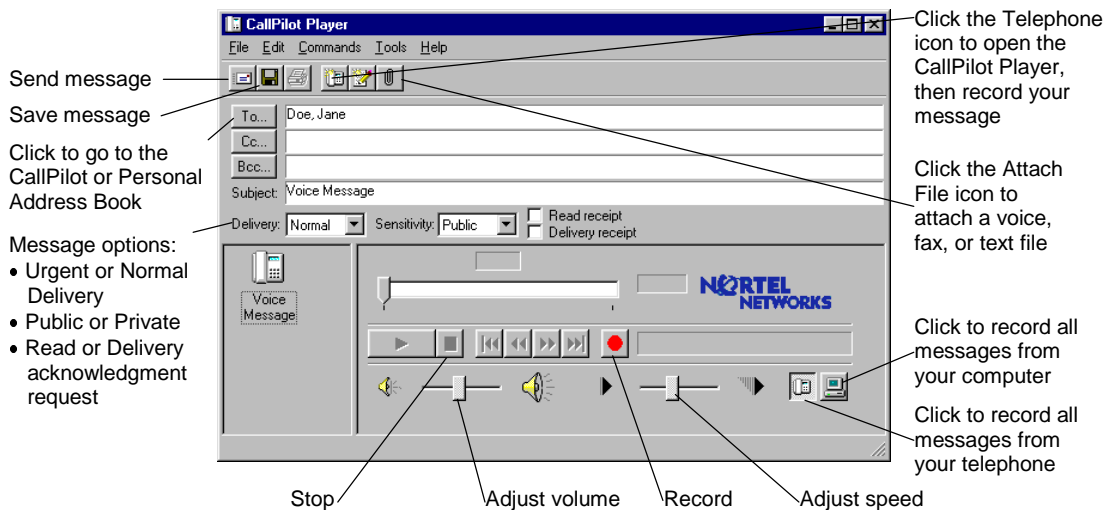 CallPilot Player
File Edit Commands Tools Help
Send message
Save message
Click to go to the
CallPilot or Personal
Address Book
Message options:
• Urgent or Normal
Delivery
• Public or Private
• Read or Delivery
acknowledgment
request
To... Doe, Jane
Cc...
Bcc...
Subject: Voice Message
Delivery: Normal Sensitivity: Public Read receipt
Delivery receipt
Voice
Message
NORTEL
NETWORKS
Click the Telephone
icon to open the
CallPilot Player,
then record your
message
Click the Attach
File icon to
attach a voice,
fax, or text file
Click to record all
messages from
your computer
Click to record all
messages from
your telephone
Stop Adjust volume Record Adjust speed